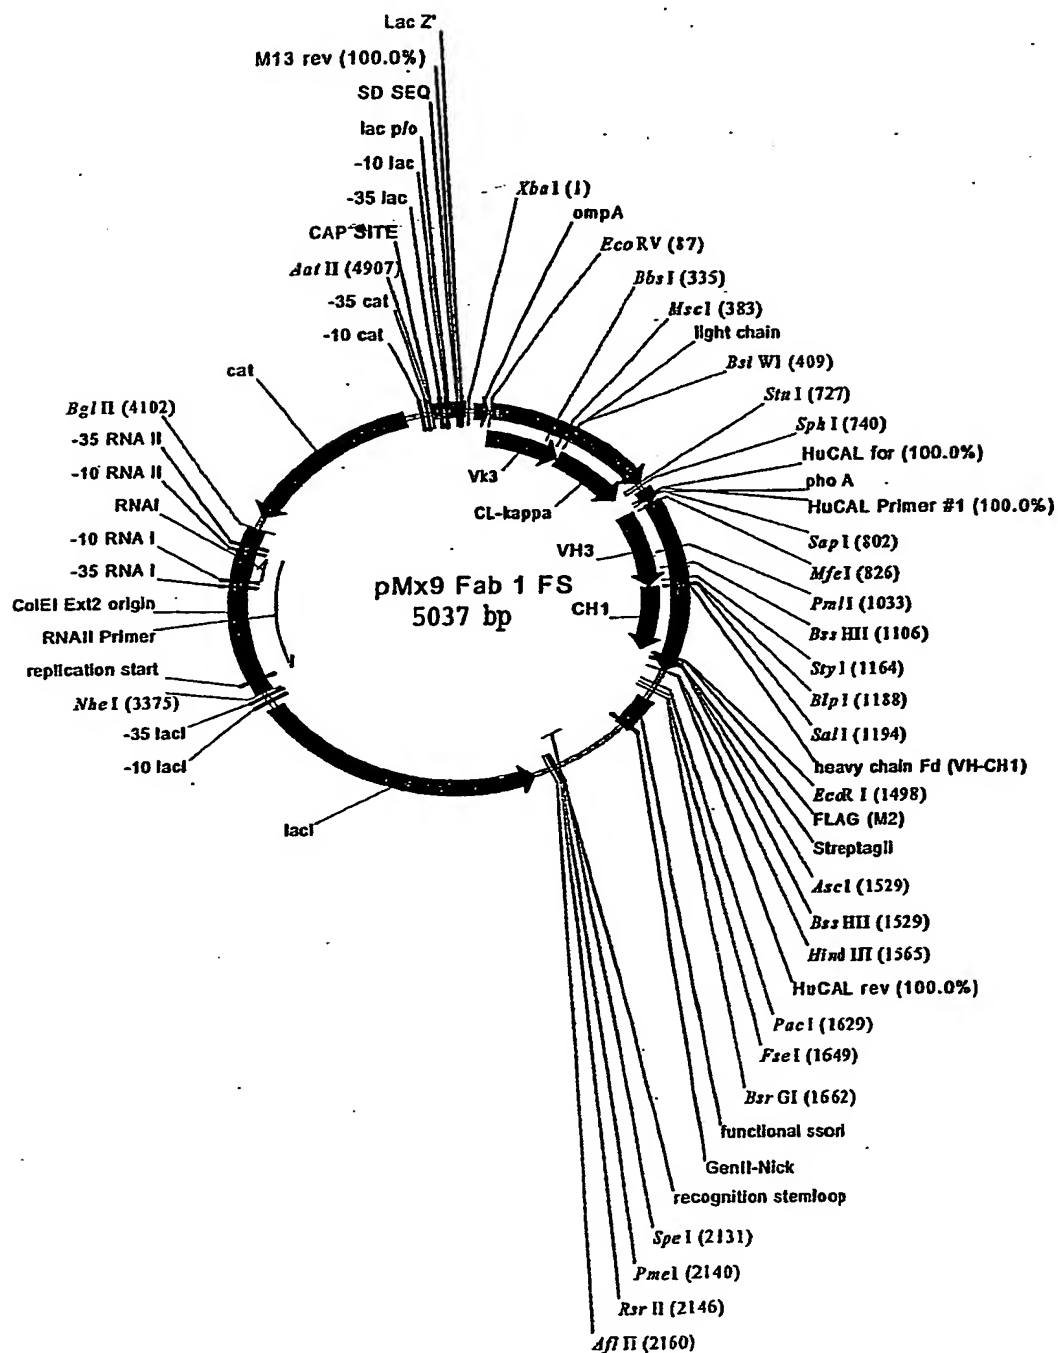 Lac Z'
M13 rev (100.0%)
SD SEQ
lac p/o
-10 lac
-35 lac
CAP SITE
Aat II (4907)
-35 cat
-10 cat
cat
Bgl II (4102)
-35 RNA II
-10 RNA II
RNAI
-10 RNA I
-35 RNA I
ColEI Ext2 origin
RNAII Primer
replication start
Nhe I (3375)
-35 lacI
-10 lacI
lacI
Xba I (1)
ompA
Eco RV (87)
Bbs I (335)
Msc I (383)
light chain
Bsi WI (409)
Stu I (727)
Sph I (740)
HuCAL for (100.0%)
pho A
HuCAL Primer #1 (100.0%)
Sap I (802)
Mfe I (826)
Pml I (1033)
Bss HII (1106)
Sty I (1164)
Blp I (1188)
Sal I (1194)
heavy chain Fd (VH-CH1)
EcoR I (1498)
FLAG (M2)
StreptagII
Asc I (1529)
Bss HII (1529)
Hind III (1565)
HuCAL rev (100.0%)
Pac I (1629)
Fse I (1649)
Bsr GI (1662)
functional ssori
GenII-Nick
recognition stemloop
Spe I (2131)
Pme I (2140)
Rsr II (2146)
Afl II (2160)
Vk3
CL-kappa
VH3
CH1
pMx9 Fab 1 FS
5037 bp